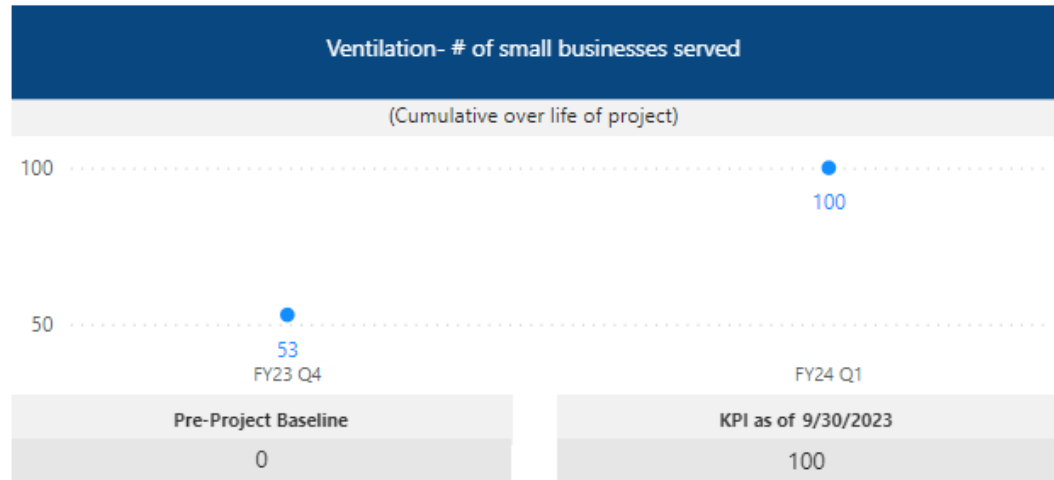 Ventilation- # of small businesses served
(Cumulative over life of project)
100
100
50
53
FY23 Q4
FY24 Q1
Pre-Project Baseline
KPI as of 9/30/2023
0
100